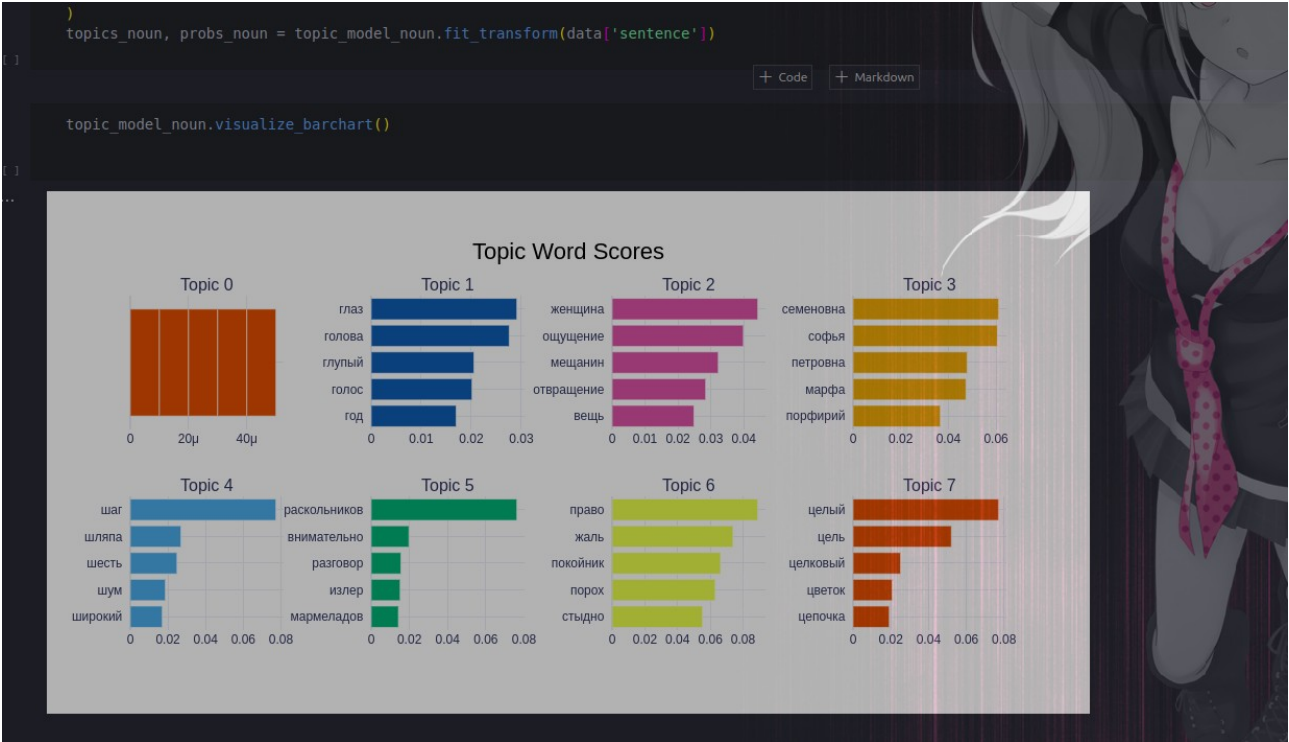 )
topics_noun, probs_noun = topic_model_noun.fit_transform(data['sentence'])
[ ]
+ Code + Markdown
topic_model_noun.visualize_barchart()
[ ]
...
Topic Word Scores
Topic 0
0 20μ 40μ
Topic 1
глаз
голова
глупый
голос
год
0 0.01 0.02 0.03
Topic 2
женщина
ощущение
мещанин
отвращение
вещь
0 0.01 0.02 0.03 0.04
Topic 3
семеновна
софья
петровна
марфа
порфирий
0 0.02 0.04 0.06
Topic 4
шаг
шляпа
шесть
шум
широкий
0 0.02 0.04 0.06 0.08
Topic 5
раскольников
внимательно
разговор
излер
мармеладов
0 0.02 0.04 0.06 0.08
Topic 6
право
жаль
покойник
порох
стыдно
0 0.02 0.04 0.06 0.08
Topic 7
целый
цель
целковый
цветок
цепочка
0 0.02 0.04 0.06 0.08